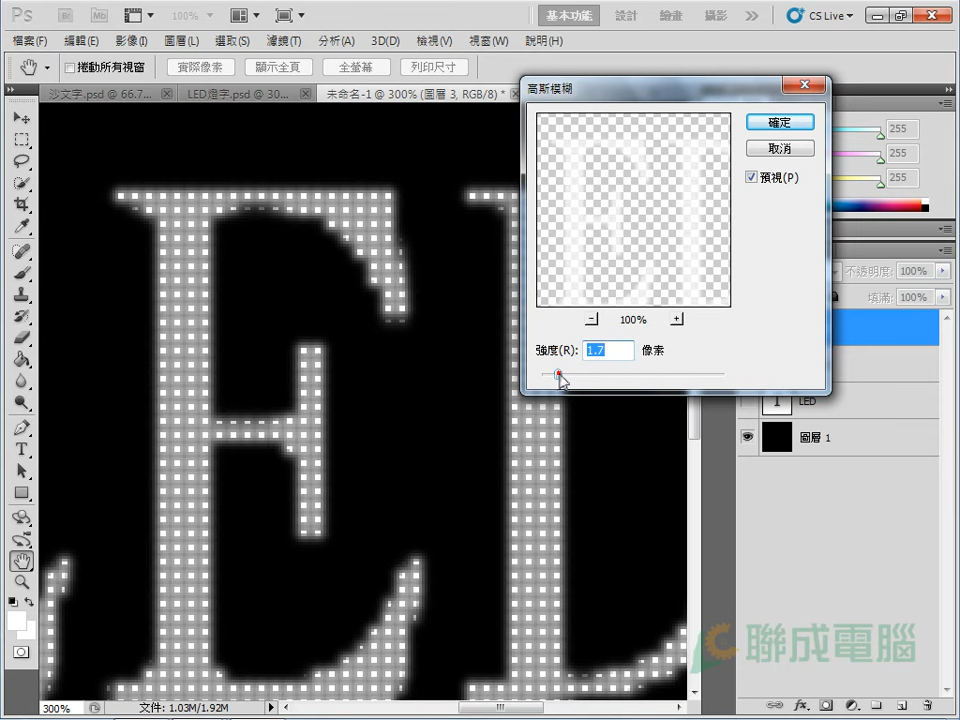 Ps Br Mb 100% 基本功能 設計 繪畫 攝影 CS Live
檔案(F) 編輯(E) 影像(I) 圖層(L) 選取(S) 濾鏡(T) 分析(A) 3D(D) 檢視(V) 視窗(W) 說明(H)
捲動所有視窗 實際像素 顯示全頁 全螢幕 列印尺寸
沙文字.psd @ 66.7... LED燈字.psd @ 30... 未命名-1 @ 300% (圖層 3, RGB/8) *
高斯模糊
確定
取消
預視(P)
100%
強度(R): 1.7 像素
255
255
255
不透明度: 100%
填滿: 100%
T LED
圖層 1
聯成電腦
300% 文件: 1.03M/1.92M
fx